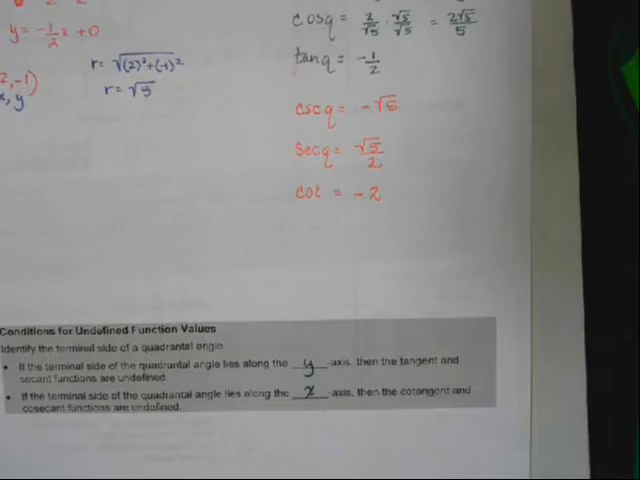 cosq = 2/√5 · √5/√5 = 2√5/5
y = -1/2 x + 0
r = √(2)²+(-1)²
tanq = -1/2
2, -1)
x, y
r = √5
cscq = -√5
secq = √5/2
cot = -2
Conditions for Undefined Function Values
Identify the terminal side of a quadrantal angle.
• If the terminal side of the quadrantal angle lies along the y -axis, then the tangent and
secant functions are undefined.
• If the terminal side of the quadrantal angle lies along the x -axis, then the cotangent and
cosecant functions are undefined.